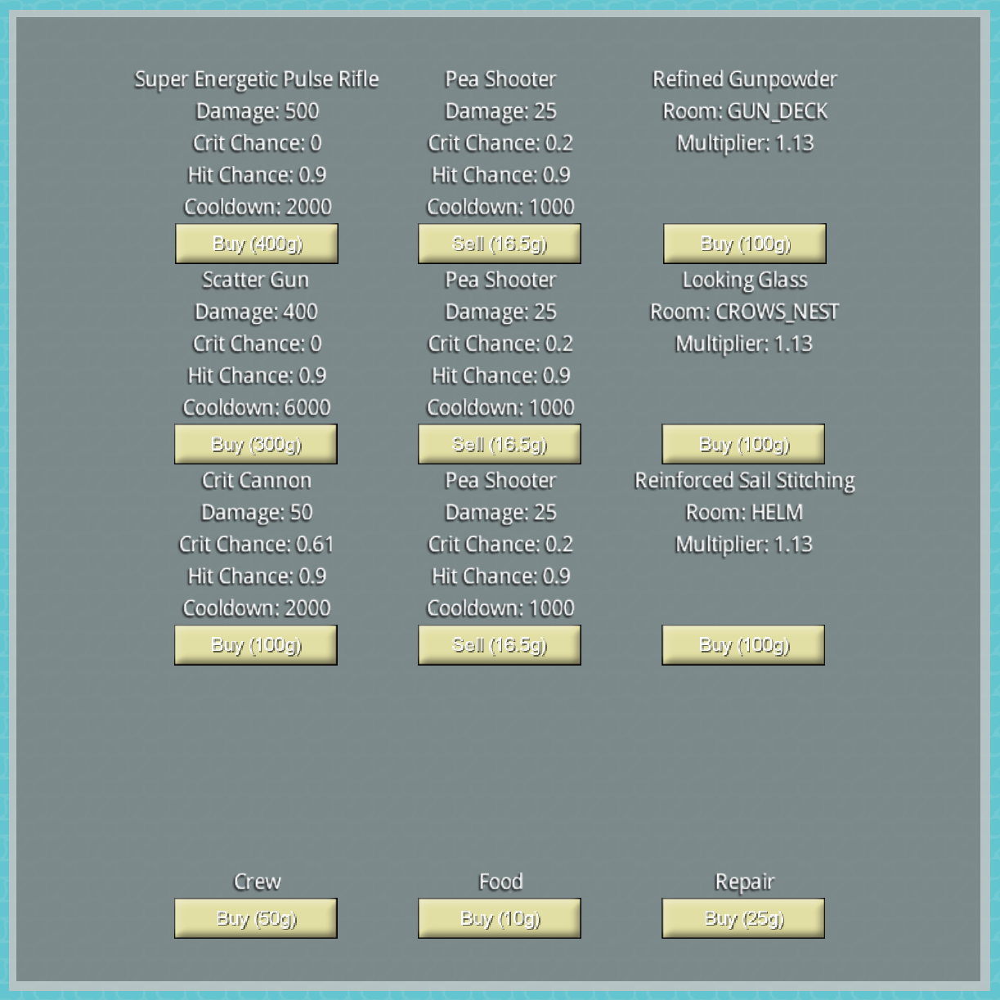 Super Energetic Pulse Rifle
Damage: 500
Crit Chance: 0
Hit Chance: 0.9
Cooldown: 2000
Buy (400g)
Pea Shooter
Damage: 25
Crit Chance: 0.2
Hit Chance: 0.9
Cooldown: 1000
Sell (16.5g)
Refined Gunpowder
Room: GUN_DECK
Multiplier: 1.13
Buy (100g)
Scatter Gun
Damage: 400
Crit Chance: 0
Hit Chance: 0.9
Cooldown: 6000
Buy (300g)
Pea Shooter
Damage: 25
Crit Chance: 0.2
Hit Chance: 0.9
Cooldown: 1000
Sell (16.5g)
Looking Glass
Room: CROWS_NEST
Multiplier: 1.13
Buy (100g)
Crit Cannon
Damage: 50
Crit Chance: 0.61
Hit Chance: 0.9
Cooldown: 2000
Buy (100g)
Pea Shooter
Damage: 25
Crit Chance: 0.2
Hit Chance: 0.9
Cooldown: 1000
Sell (16.5g)
Reinforced Sail Stitching
Room: HELM
Multiplier: 1.13
Buy (100g)
Crew
Buy (50g)
Food
Buy (10g)
Repair
Buy (25g)